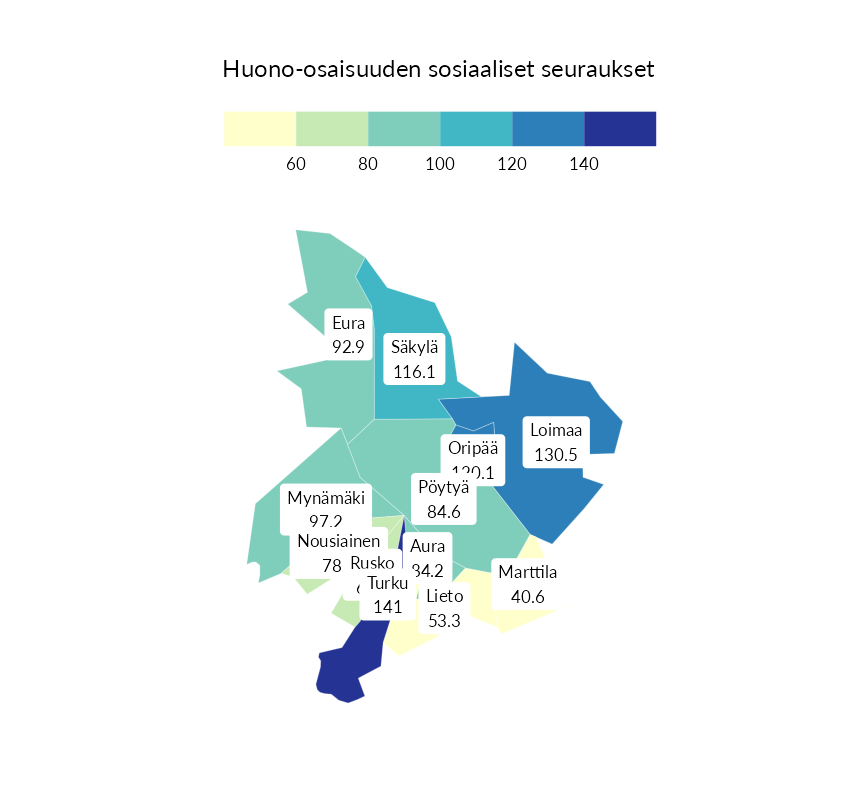 Huono-osaisuuden sosiaaliset seuraukset
60 80 100 120 140
Eura
92.9
Säkylä
116.1
Loimaa
130.5
Oripää
120.1
Pöytyä
84.6
Mynämäki
97.2
Nousiainen
78
Aura
84.2
Rusko
Turku
141
Marttila
40.6
Lieto
53.3